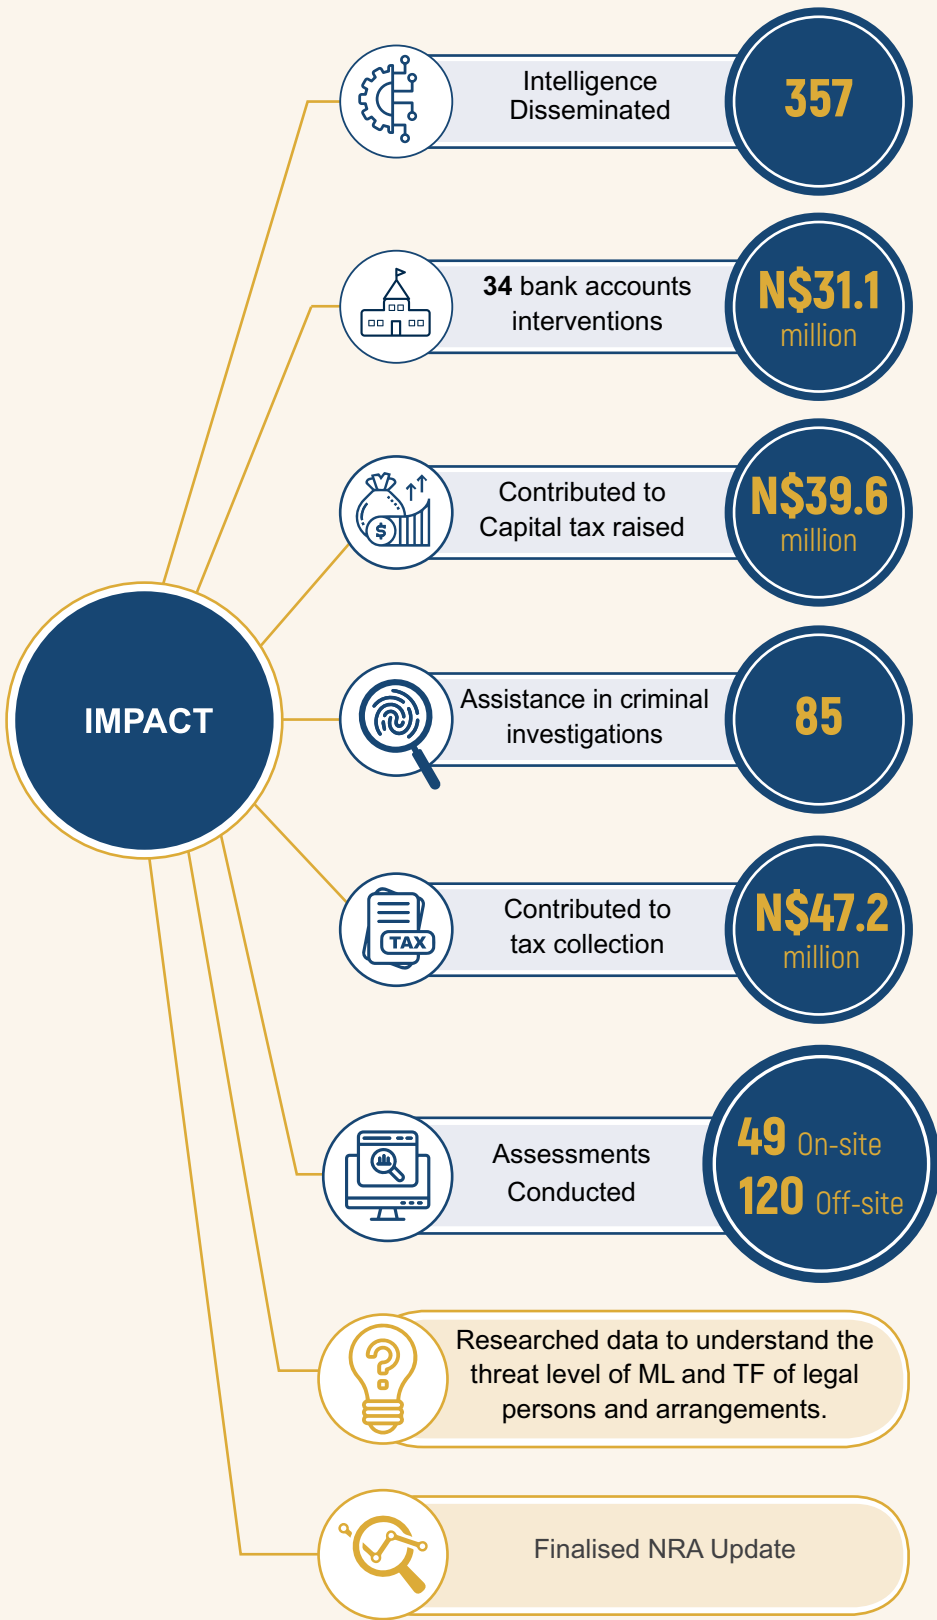 Intelligence
Disseminated
357
34 bank accounts
interventions
N$31.1
million
Contributed to
Capital tax raised
N$39.6
million
$
IMPACT
Assistance in criminal
investigations
85
Contributed to
tax collection
N$47.2
million
TAX
Assessments
Conducted
49 On-site
120 Off-site
Researched data to understand the
threat level of ML and TF of legal
persons and arrangements.
?
Finalised NRA Update